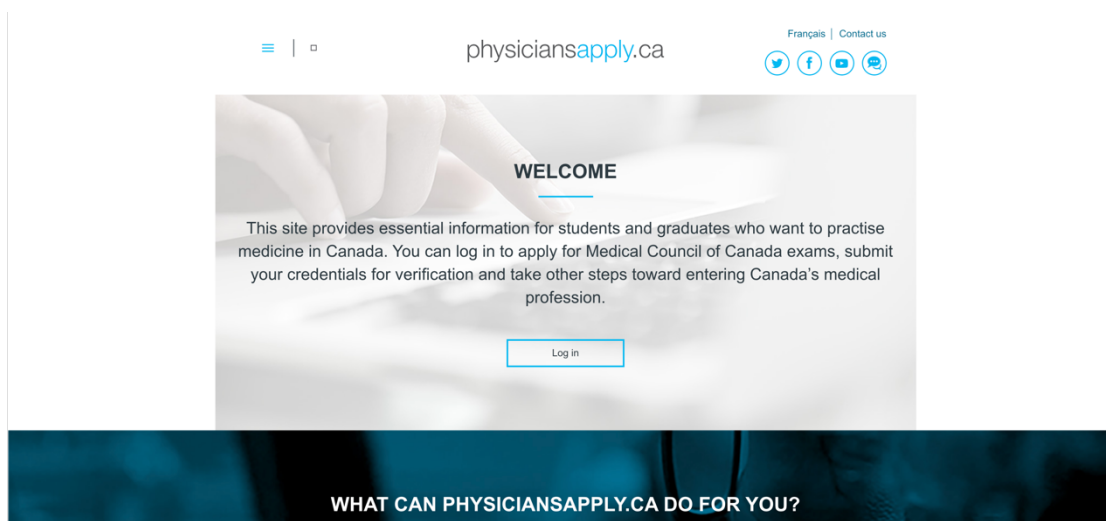 physiciansapply.ca
Français | Contact us
WELCOME
This site provides essential information for students and graduates who want to practise
medicine in Canada. You can log in to apply for Medical Council of Canada exams, submit
your credentials for verification and take other steps toward entering Canada’s medical
profession.
Log in
WHAT CAN PHYSICIANSAPPLY.CA DO FOR YOU?